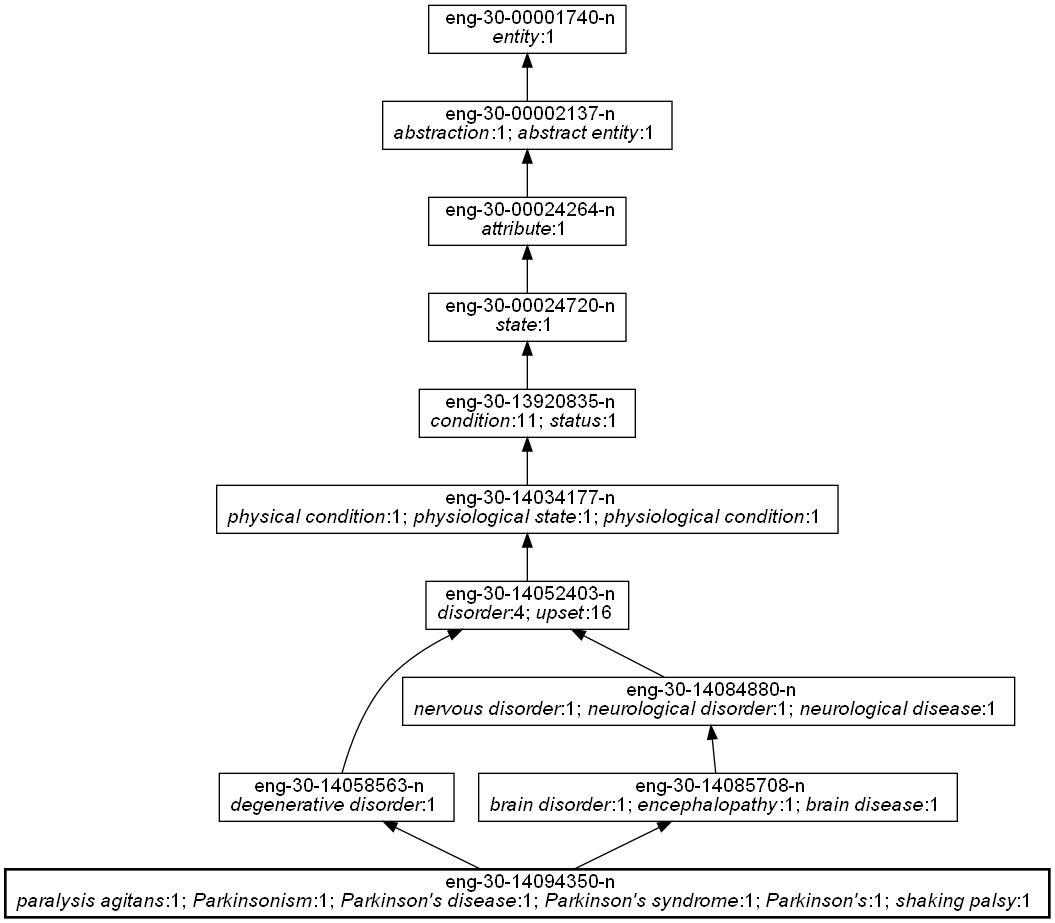 eng-30-00001740-n
entity:1
eng-30-00002137-n
abstraction:1; abstract entity:1
eng-30-00024264-n
attribute:1
eng-30-00024720-n
state:1
eng-30-13920835-n
condition:11; status:1
eng-30-14034177-n
physical condition:1; physiological state:1; physiological condition:1
eng-30-14052403-n
disorder:4; upset:16
eng-30-14084880-n
nervous disorder:1; neurological disorder:1; neurological disease:1
eng-30-14058563-n
degenerative disorder:1
eng-30-14085708-n
brain disorder:1; encephalopathy:1; brain disease:1
eng-30-14094350-n
paralysis agitans:1; Parkinsonism:1; Parkinson's disease:1; Parkinson's syndrome:1; Parkinson's:1; shaking palsy:1